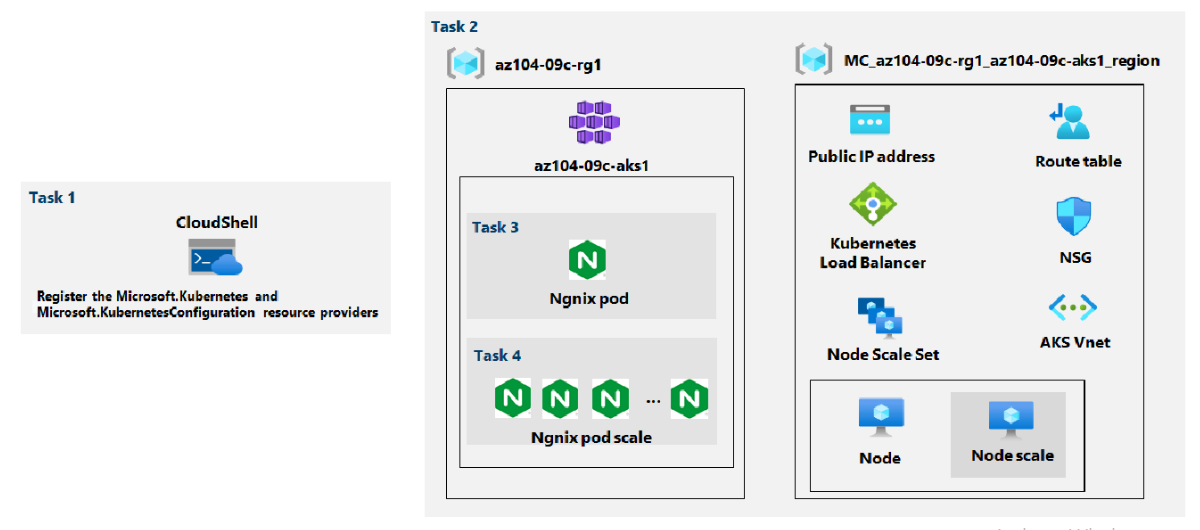 Task 2
az104-09c-rg1
MC_az104-09c-rg1_az104-09c-aks1_region
az104-09c-aks1
Public IP address
Route table
Task 1
CloudShell
Register the Microsoft.Kubernetes and
Microsoft.KubernetesConfiguration resource providers
Task 3
N
Ngnix pod
Kubernetes
Load Balancer
NSG
Task 4
N N N ... N
Ngnix pod scale
Node Scale Set
AKS Vnet
Node
Node scale